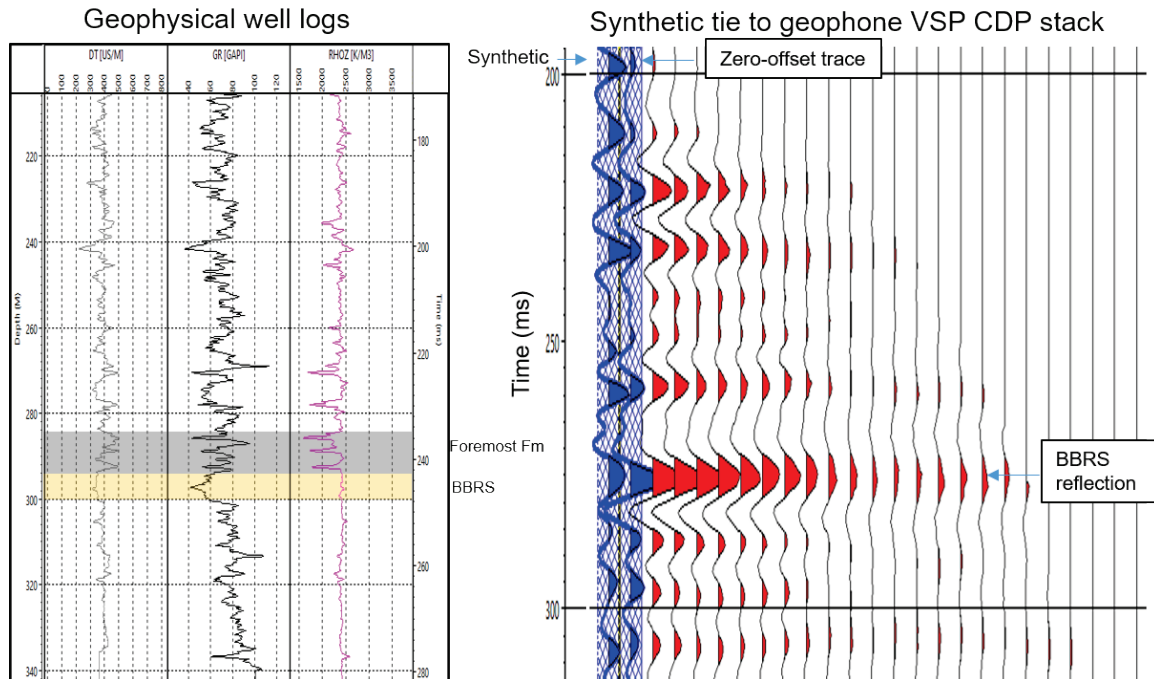 Geophysical well logs
DT [US/M]
GR [GAPI]
RHOZ [K/M3]
0
100
200
300
400
500
600
700
800
40
60
80
100
120
1500
2000
2500
3000
3500
Depth (M)
220
240
260
280
300
320
340
Time (ms)
180
200
220
240
260
280
Foremost Fm
BBRS
Synthetic tie to geophone VSP CDP stack
Synthetic
Zero-offset trace
Time (ms)
200
250
300
BBRS
reflection